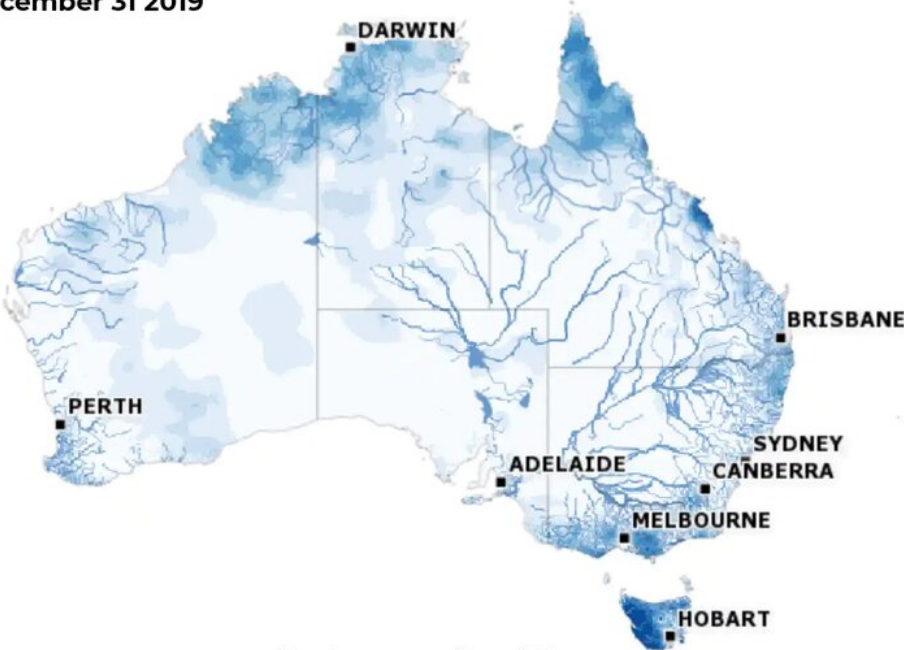 cember 31 2019
DARWIN
BRISBANE
PERTH
SYDNEY
ADELAIDE
CANBERRA
MELBOURNE
HOBART